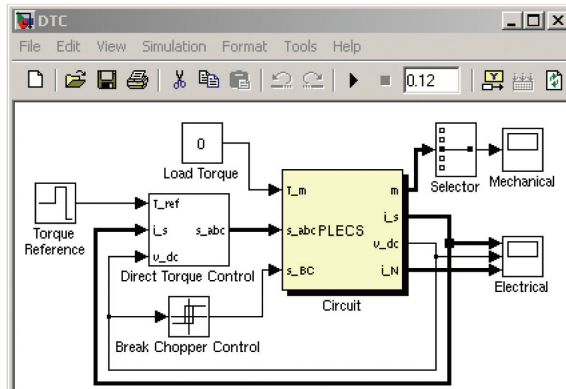 DTC
File Edit View Simulation Format Tools Help
0.12
0
Load Torque
Selector
Mechanical
Torque
Reference
T_ref
i_s
v_dc
s_abc
Direct Torque Control
T_m
s_abc
s_BC
PLECS
m
i_s
v_dc
i_N
Circuit
Electrical
Break Chopper Control